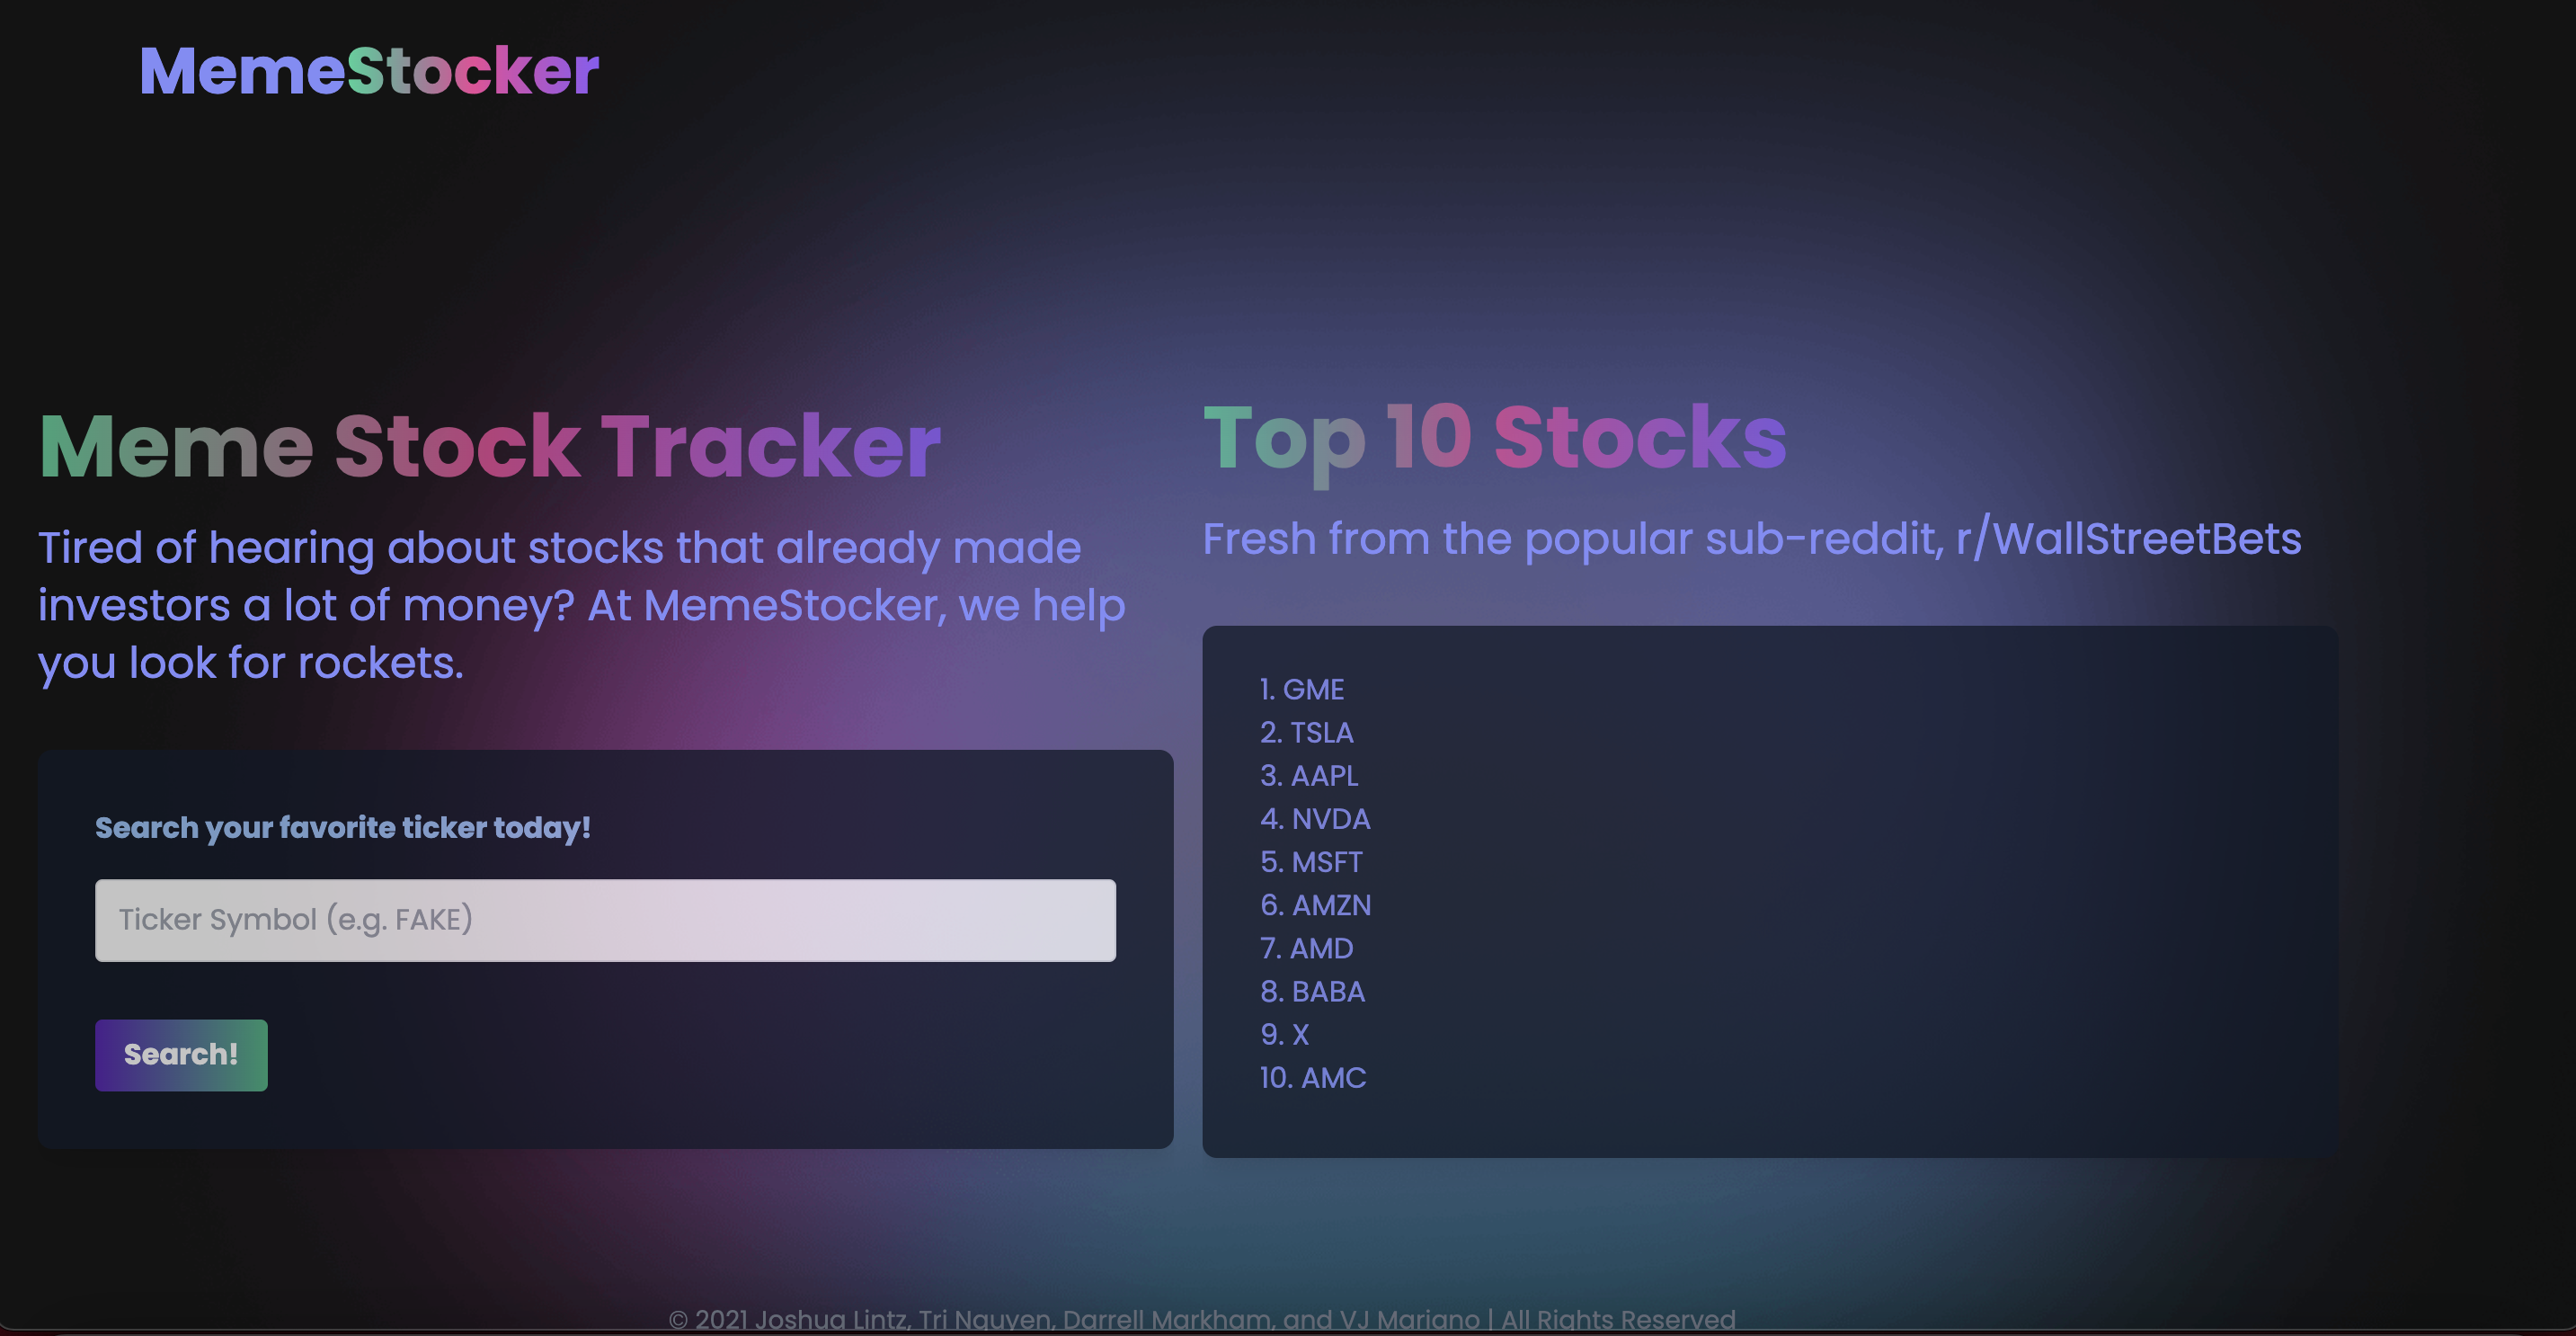 MemeStocker
Meme Stock Tracker
Tired of hearing about stocks that already made
investors a lot of money? At MemeStocker, we help
you look for rockets.
Search your favorite ticker today!
Ticker Symbol (e.g. FAKE)
Search!
Top 10 Stocks
Fresh from the popular sub-reddit, r/WallStreetBets
1. GME
2. TSLA
3. AAPL
4. NVDA
5. MSFT
6. AMZN
7. AMD
8. BABA
9. X
10. AMC
© 2021 Joshua Lintz, Tri Nguyen, Darrell Markham, and VJ Mariano | All Rights Reserved